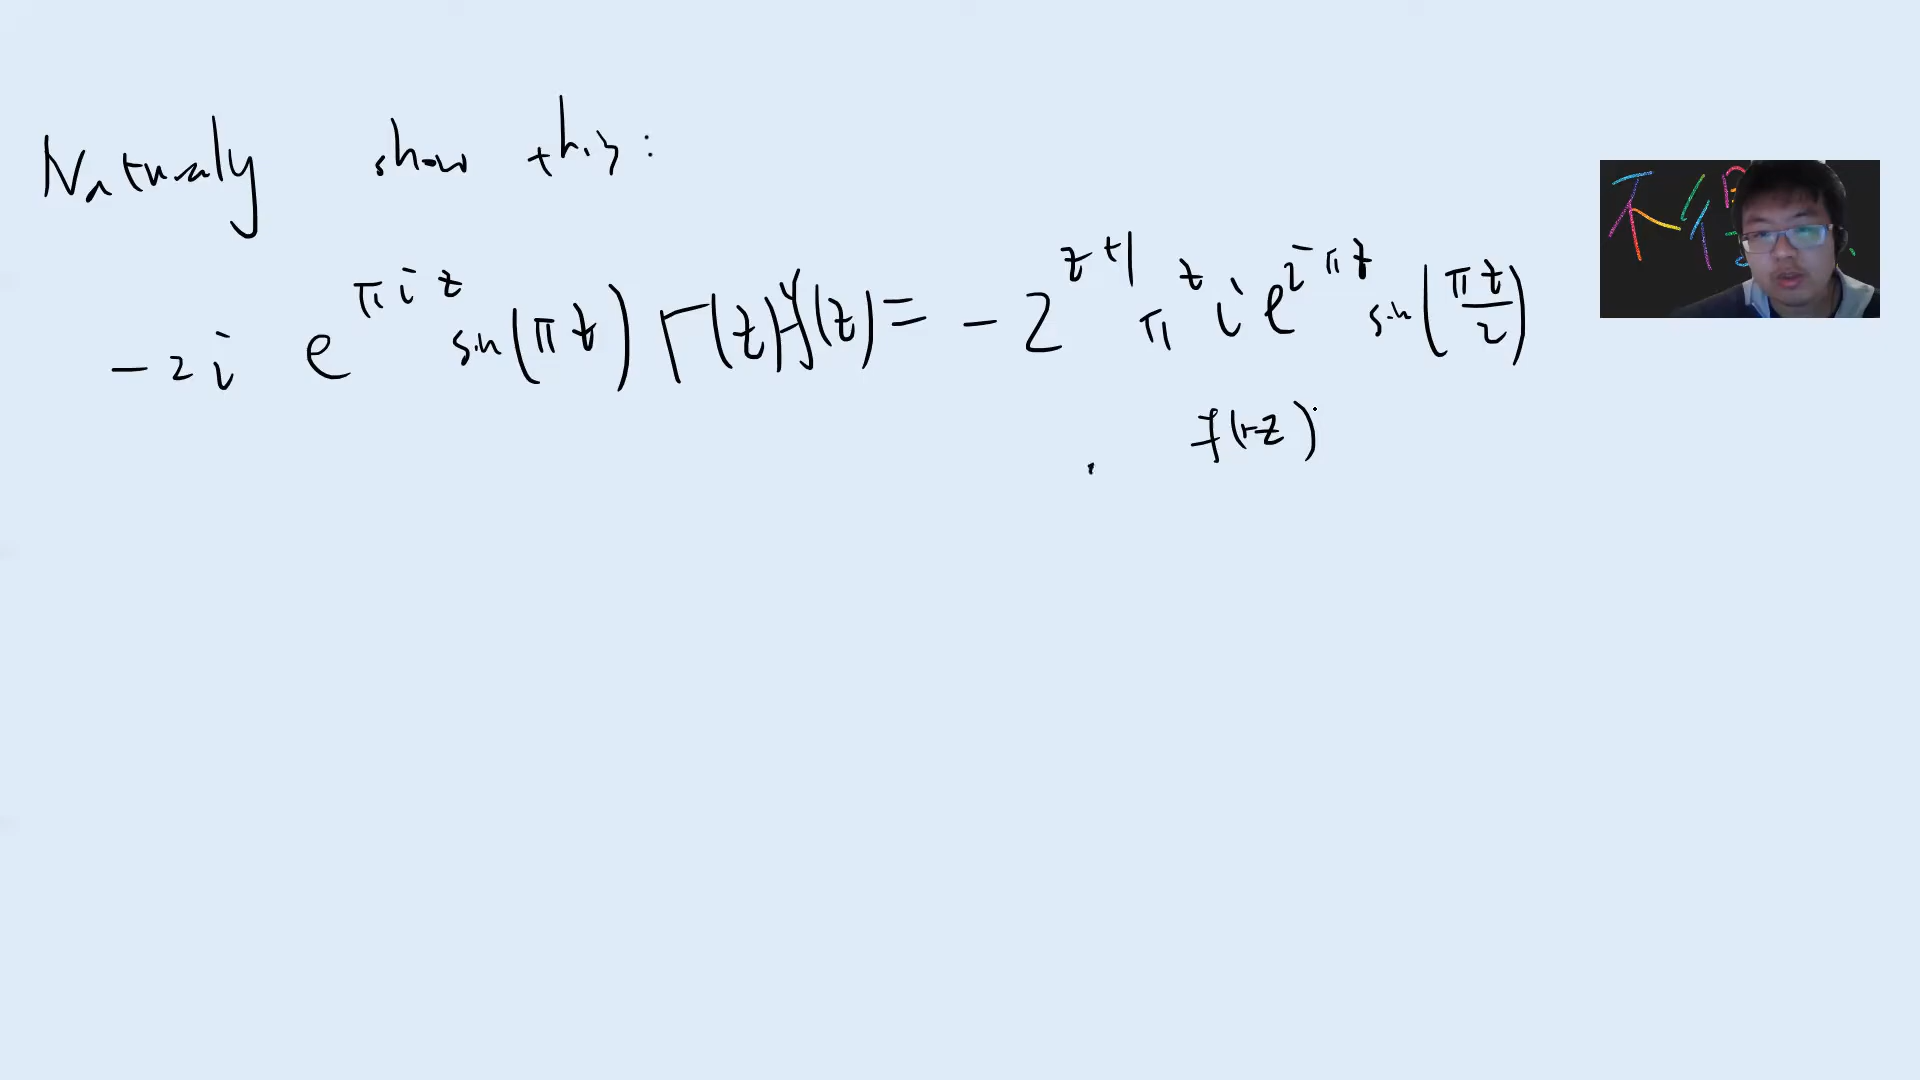 Naturaly show this:
-2i e^{πiz} sin(πz) Γ(z) ξ(z) = -2^{z+1} π^z i e^{iπz} sin(πz/2)
ξ(1-z)